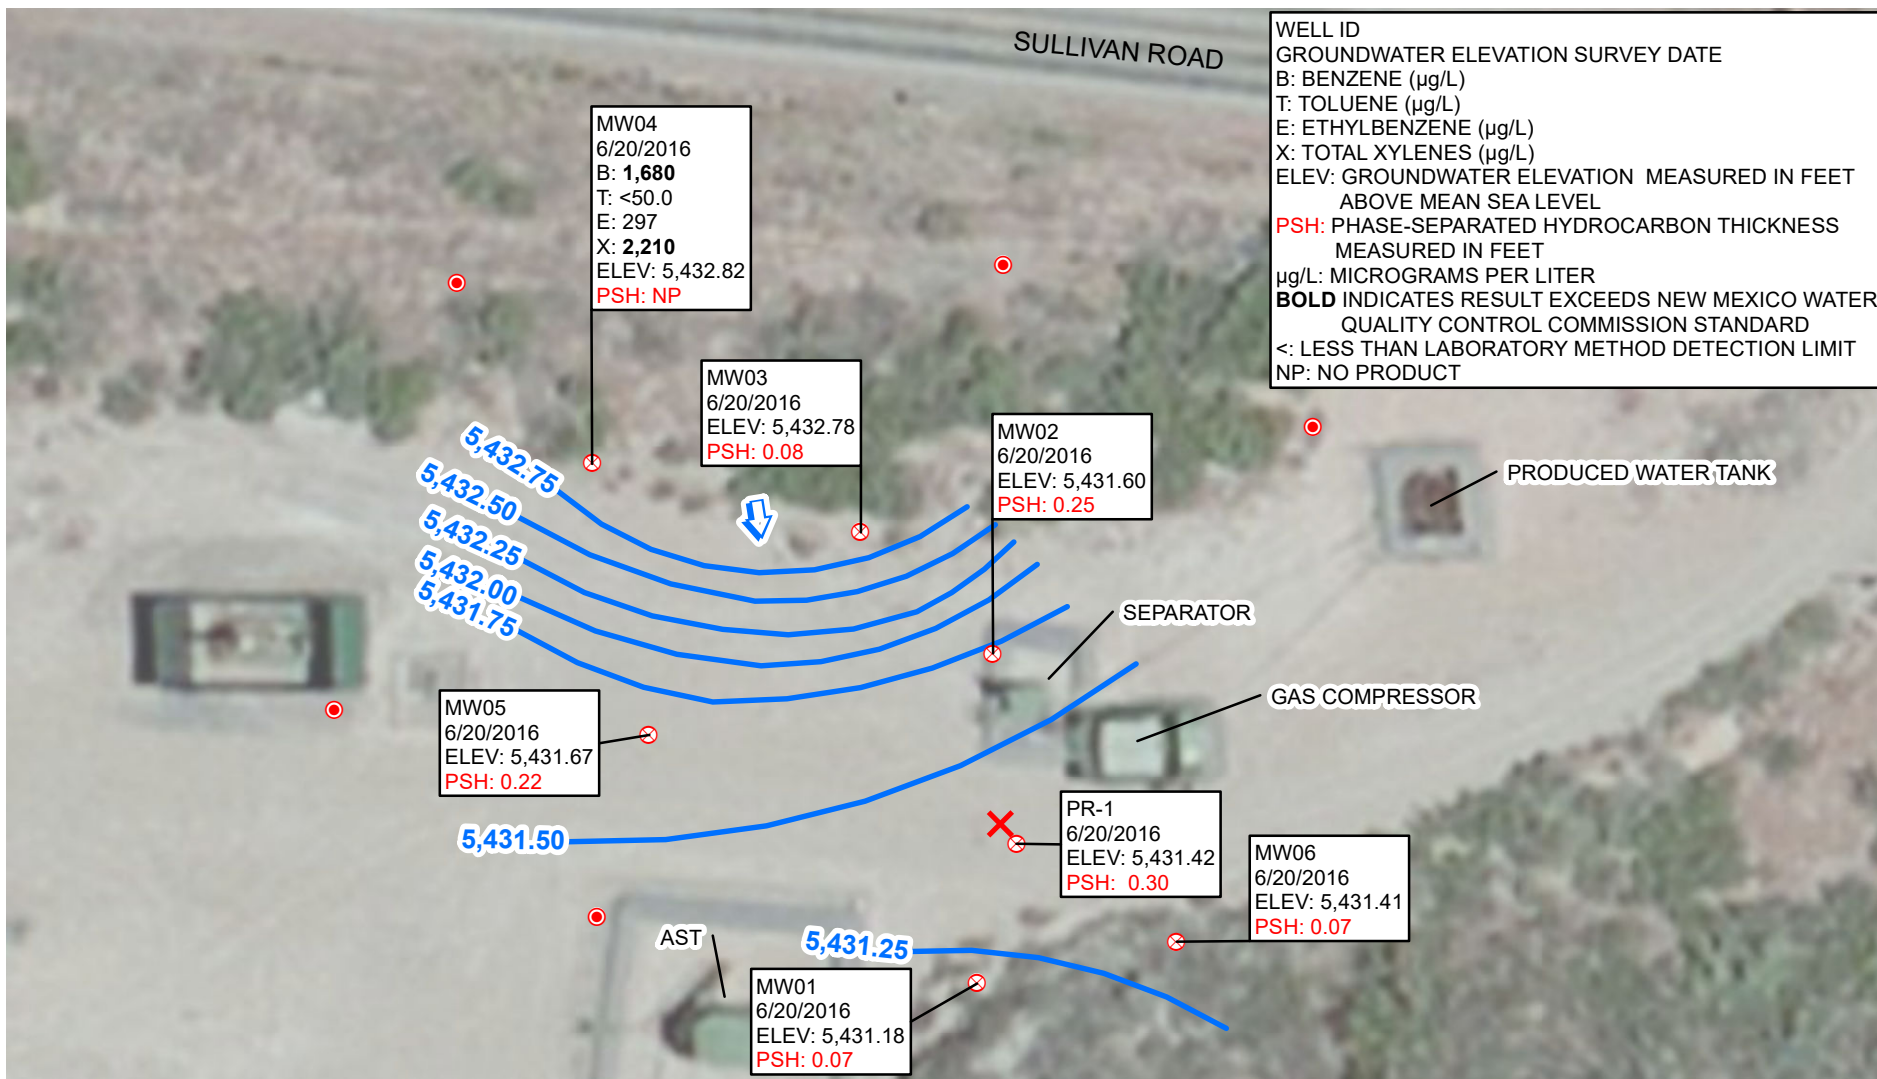 SULLIVAN ROAD
WELL ID
GROUNDWATER ELEVATION SURVEY DATE
B: BENZENE (µg/L)
T: TOLUENE (µg/L)
E: ETHYLBENZENE (µg/L)
X: TOTAL XYLENES (µg/L)
ELEV: GROUNDWATER ELEVATION MEASURED IN FEET
ABOVE MEAN SEA LEVEL
PSH: PHASE-SEPARATED HYDROCARBON THICKNESS
MEASURED IN FEET
µg/L: MICROGRAMS PER LITER
BOLD INDICATES RESULT EXCEEDS NEW MEXICO WATER
QUALITY CONTROL COMMISSION STANDARD
<: LESS THAN LABORATORY METHOD DETECTION LIMIT
NP: NO PRODUCT
MW04
6/20/2016
B: 1,680
T: <50.0
E: 297
X: 2,210
ELEV: 5,432.82
PSH: NP
MW03
6/20/2016
ELEV: 5,432.78
PSH: 0.08
MW02
6/20/2016
ELEV: 5,431.60
PSH: 0.25
5,432.75
5,432.50
5,432.25
5,432.00
5,431.75
PRODUCED WATER TANK
SEPARATOR
GAS COMPRESSOR
MW05
6/20/2016
ELEV: 5,431.67
PSH: 0.22
5,431.50
PR-1
6/20/2016
ELEV: 5,431.42
PSH: 0.30
MW06
6/20/2016
ELEV: 5,431.41
PSH: 0.07
AST
5,431.25
MW01
6/20/2016
ELEV: 5,431.18
PSH: 0.07